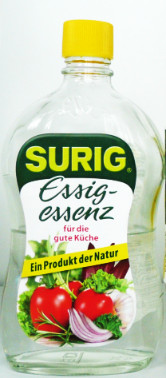 SURIG®
Essig-
essenz
für die
gute Küche
Ein Produkt der Natur